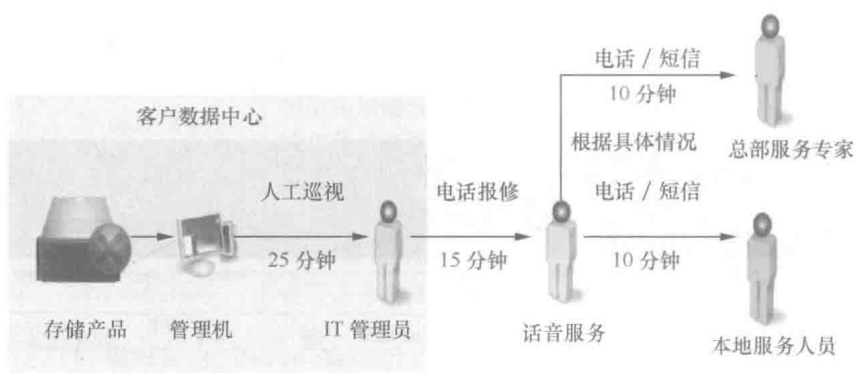 电话 / 短信
10 分钟
客户数据中心
根据具体情况
总部服务专家
人工巡视
电话报修
电话 / 短信
25 分钟
15 分钟
10 分钟
存储产品
管理机
IT 管理员
话音服务
本地服务人员